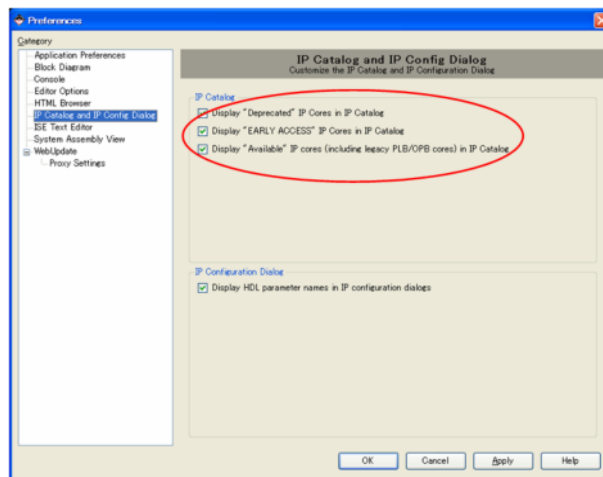 Preferences
Category
Application Preferences
Block Diagram
Console
Editor Options
HTML Browser
IP Catalog and IP Config Dialog
ISE Text Editor
System Assembly View
WebUpdate
Proxy Settings
IP Catalog and IP Config Dialog
Customize the IP Catalog and IP Configuration Dialog
IP Catalog
Display "Deprecated" IP Cores in IP Catalog
Display "EARLY ACCESS" IP Cores in IP Catalog
Display "Available" IP cores (including legacy PLB/OPB cores) in IP Catalog
IP Configuration Dialog
Display HDL parameter names in IP configuration dialogs
OK
Cancel
Apply
Help